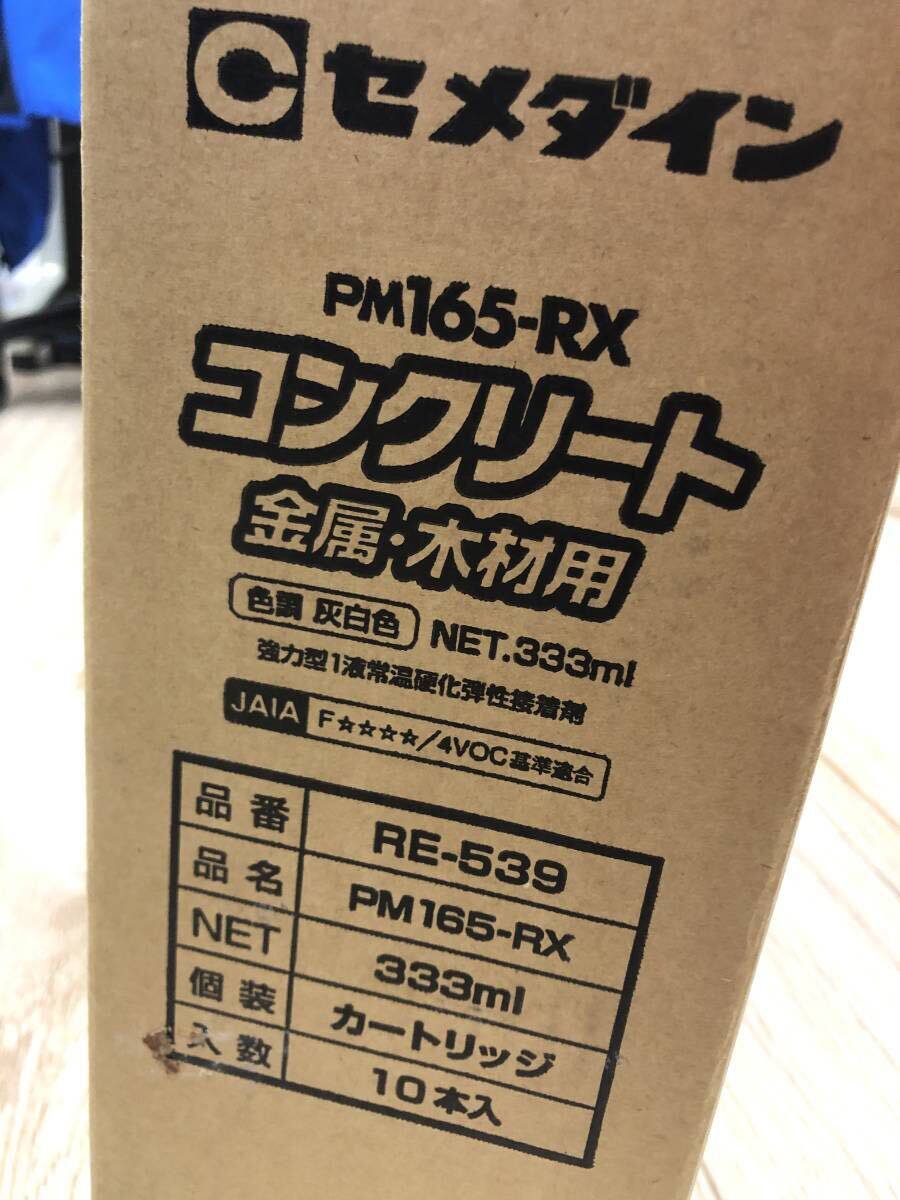 セメダイン
PM165-RX
コンクリート
金属・木材用
色調 灰白色 NET.333ml
強力型1液常温硬化弾性接着剤
JAIA F☆☆☆☆/4VOC基準適合
品番 RE-539
品名 PM165-RX
NET 333ml
個装 カートリッジ
入数 10本入